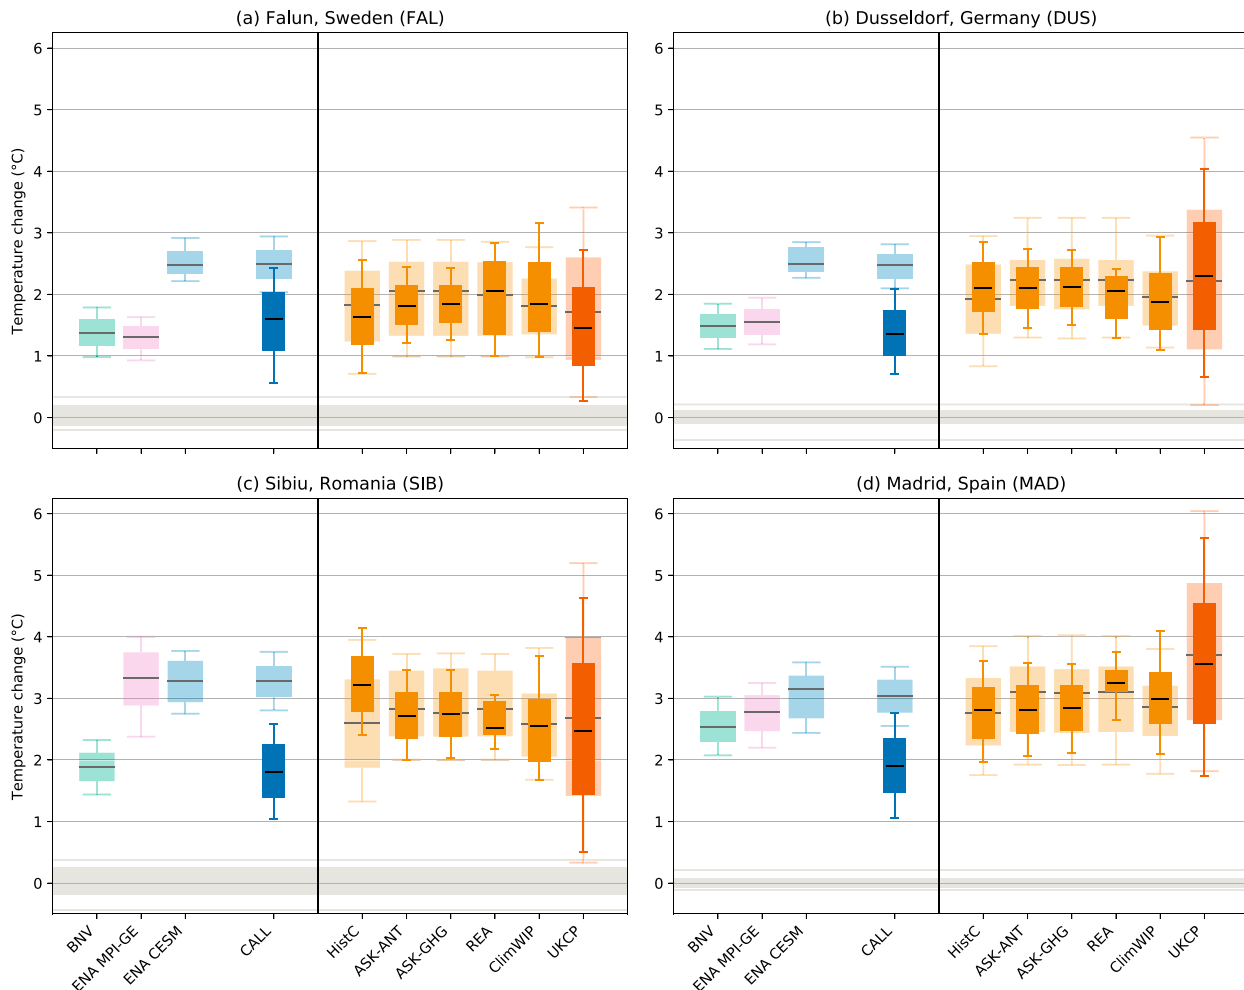 (a) Falun, Sweden (FAL)
(b) Dusseldorf, Germany (DUS)
Temperature change (°C)
6
5
4
3
2
1
0
6
5
4
3
2
1
0
(c) Sibiu, Romania (SIB)
(d) Madrid, Spain (MAD)
Temperature change (°C)
6
5
4
3
2
1
0
6
5
4
3
2
1
0
BNV
ENA MPI-GE
ENA CESM
CALL
HistC
ASK-ANT
ASK-GHG
REA
ClimWIP
UKCP
BNV
ENA MPI-GE
ENA CESM
CALL
HistC
ASK-ANT
ASK-GHG
REA
ClimWIP
UKCP